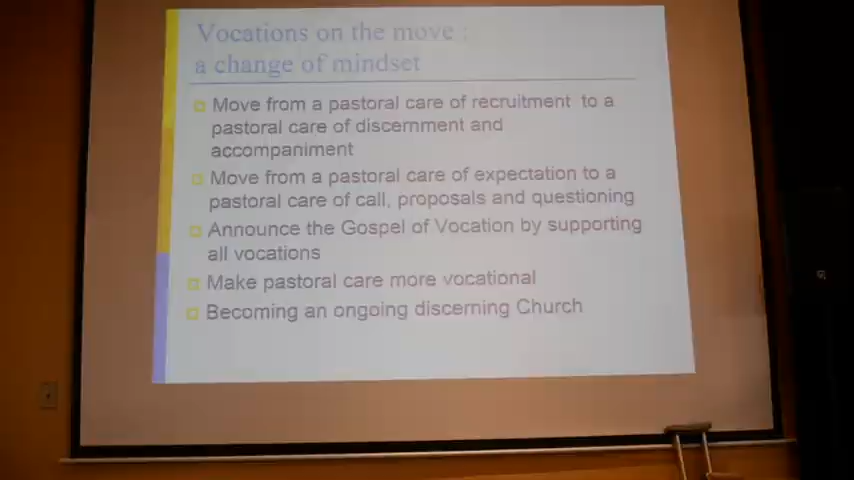 Vocations on the move :
a change of mindset
Move from a pastoral care of recruitment to a
pastoral care of discernment and
accompaniment
Move from a pastoral care of expectation to a
pastoral care of call, proposals and questioning
Announce the Gospel of Vocation by supporting
all vocations
Make pastoral care more vocational
Becoming an ongoing discerning Church